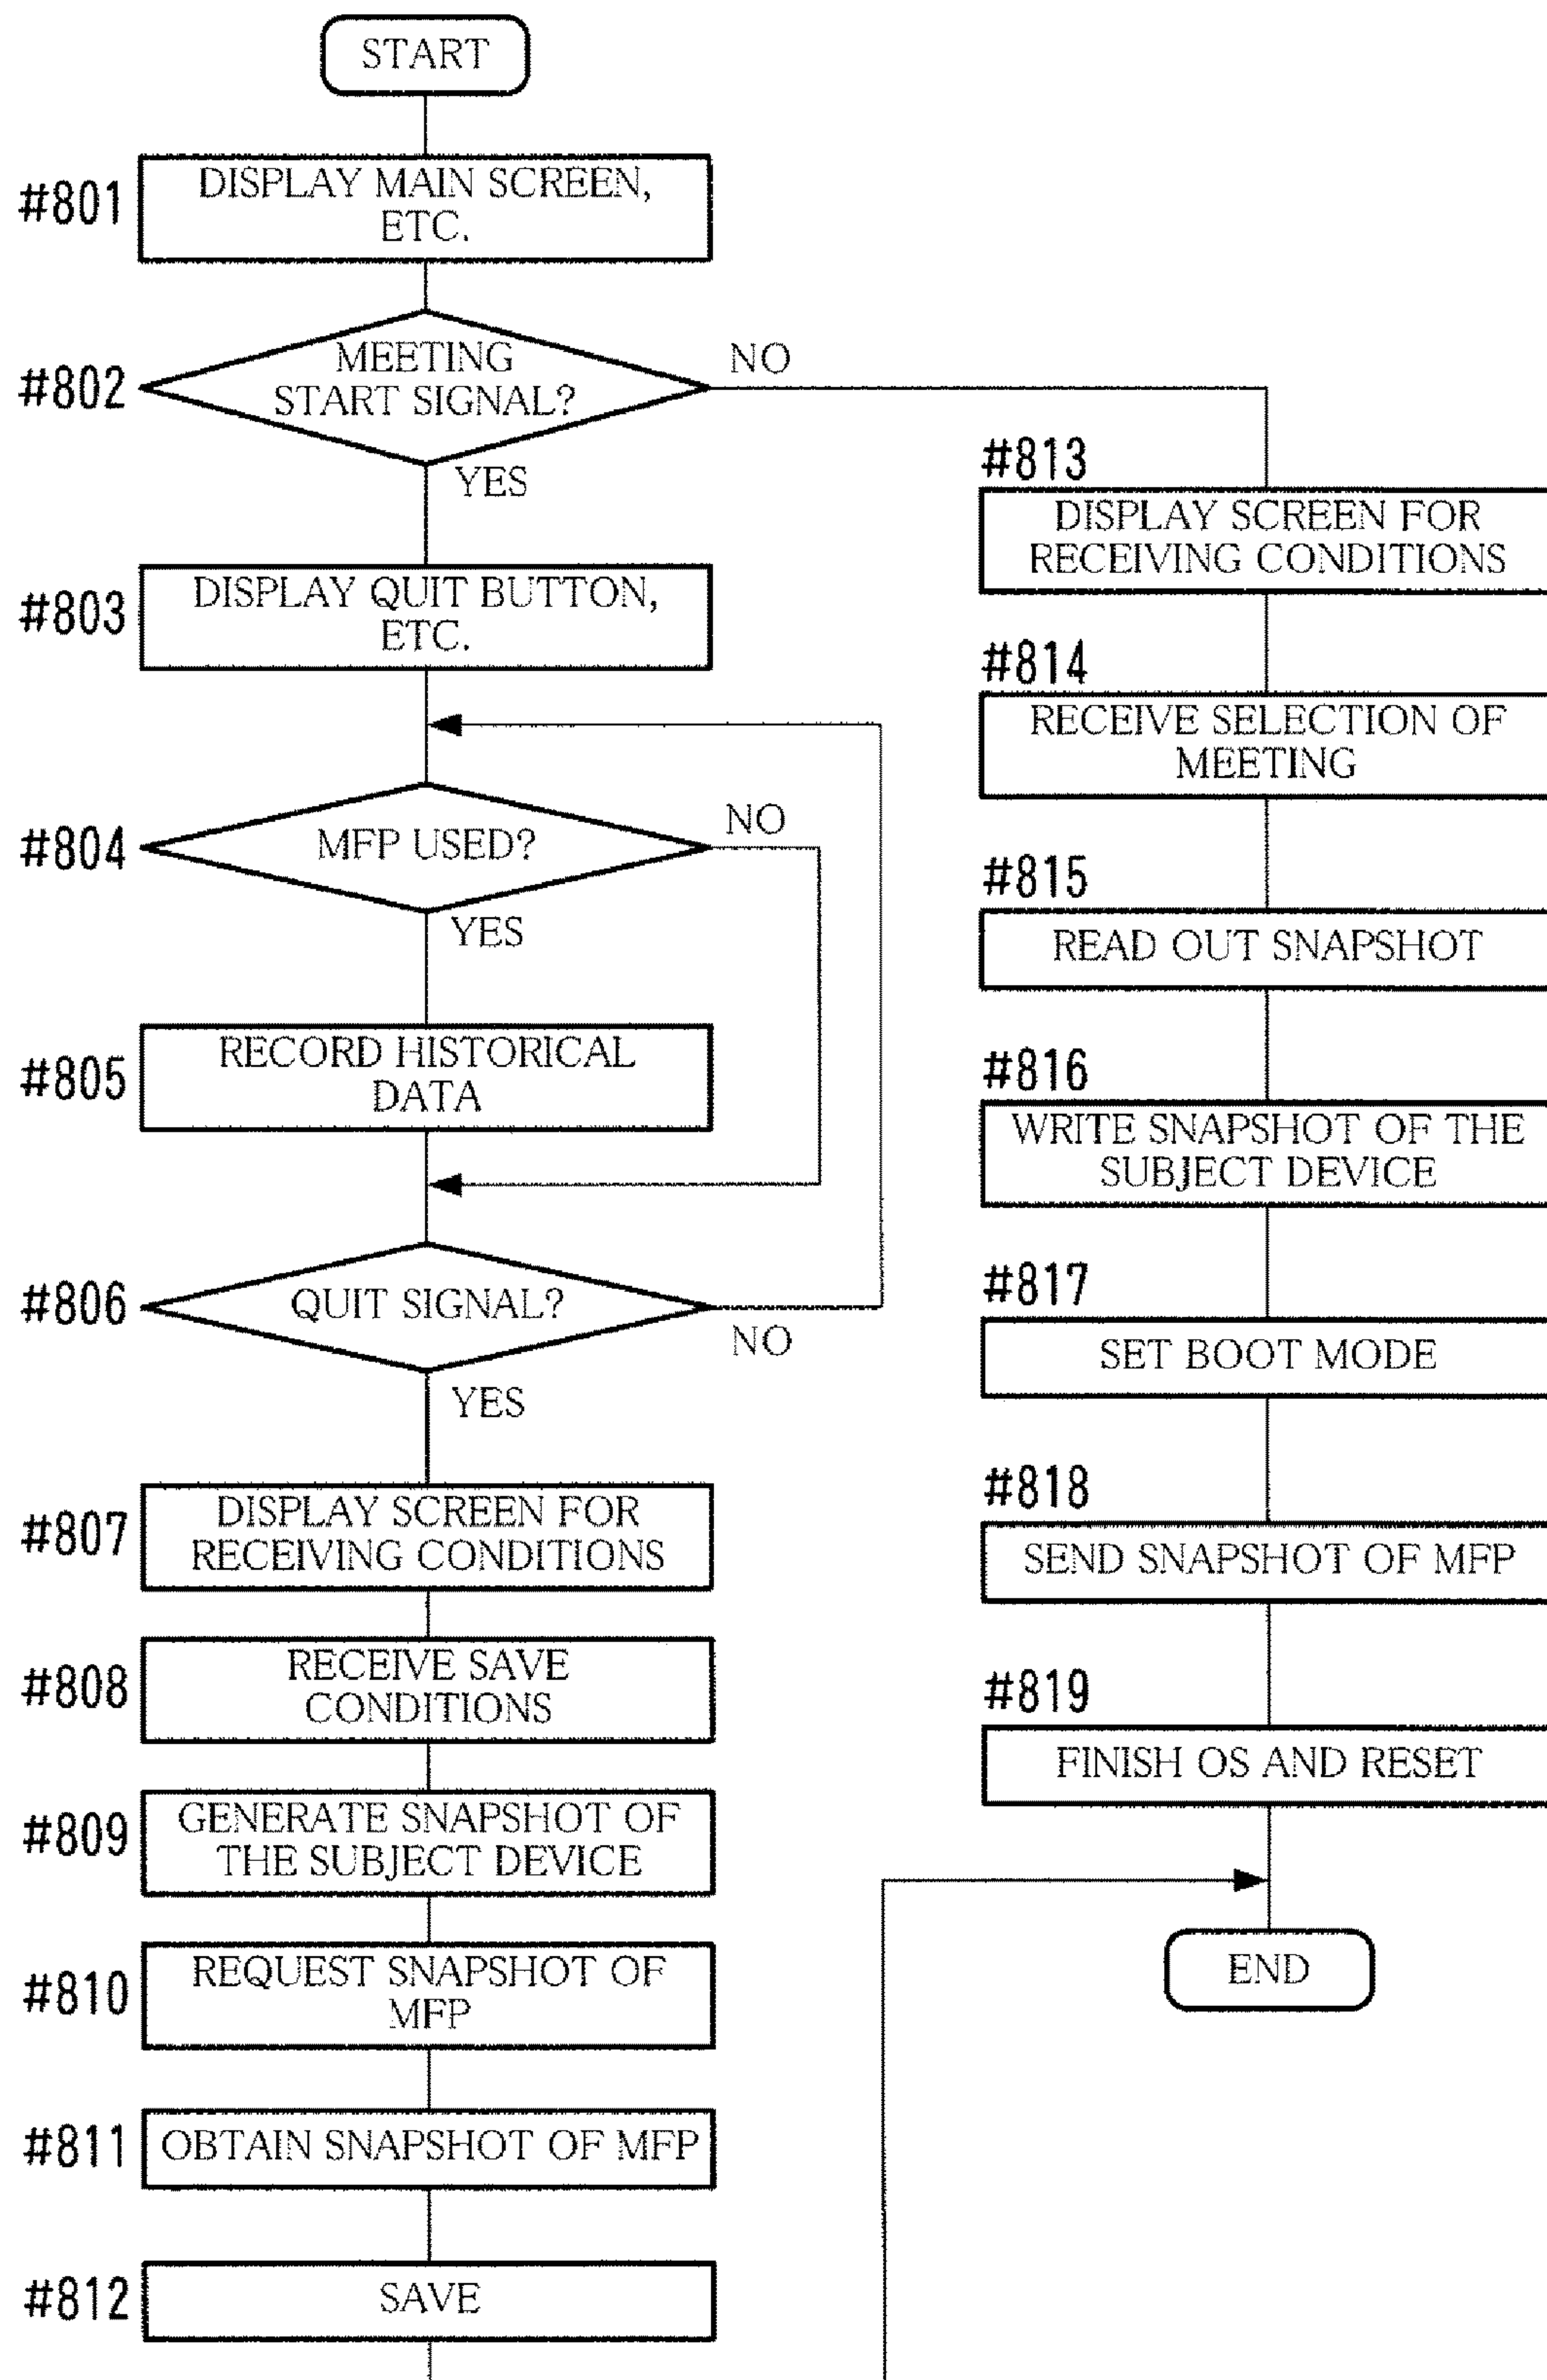 START
#801
DISPLAY MAIN SCREEN,
ETC.
#802
MEETING
START SIGNAL?
NO
YES
#803
DISPLAY QUIT BUTTON,
ETC.
#804
MFP USED?
NO
YES
#805
RECORD HISTORICAL
DATA
#806
QUIT SIGNAL?
NO
YES
#807
DISPLAY SCREEN FOR
RECEIVING CONDITIONS
#808
RECEIVE SAVE
CONDITIONS
#809
GENERATE SNAPSHOT OF
THE SUBJECT DEVICE
#810
REQUEST SNAPSHOT OF
MFP
#811
OBTAIN SNAPSHOT OF MFP
#812
SAVE
#813
DISPLAY SCREEN FOR
RECEIVING CONDITIONS
#814
RECEIVE SELECTION OF
MEETING
#815
READ OUT SNAPSHOT
#816
WRITE SNAPSHOT OF THE
SUBJECT DEVICE
#817
SET BOOT MODE
#818
SEND SNAPSHOT OF MFP
#819
FINISH OS AND RESET
END